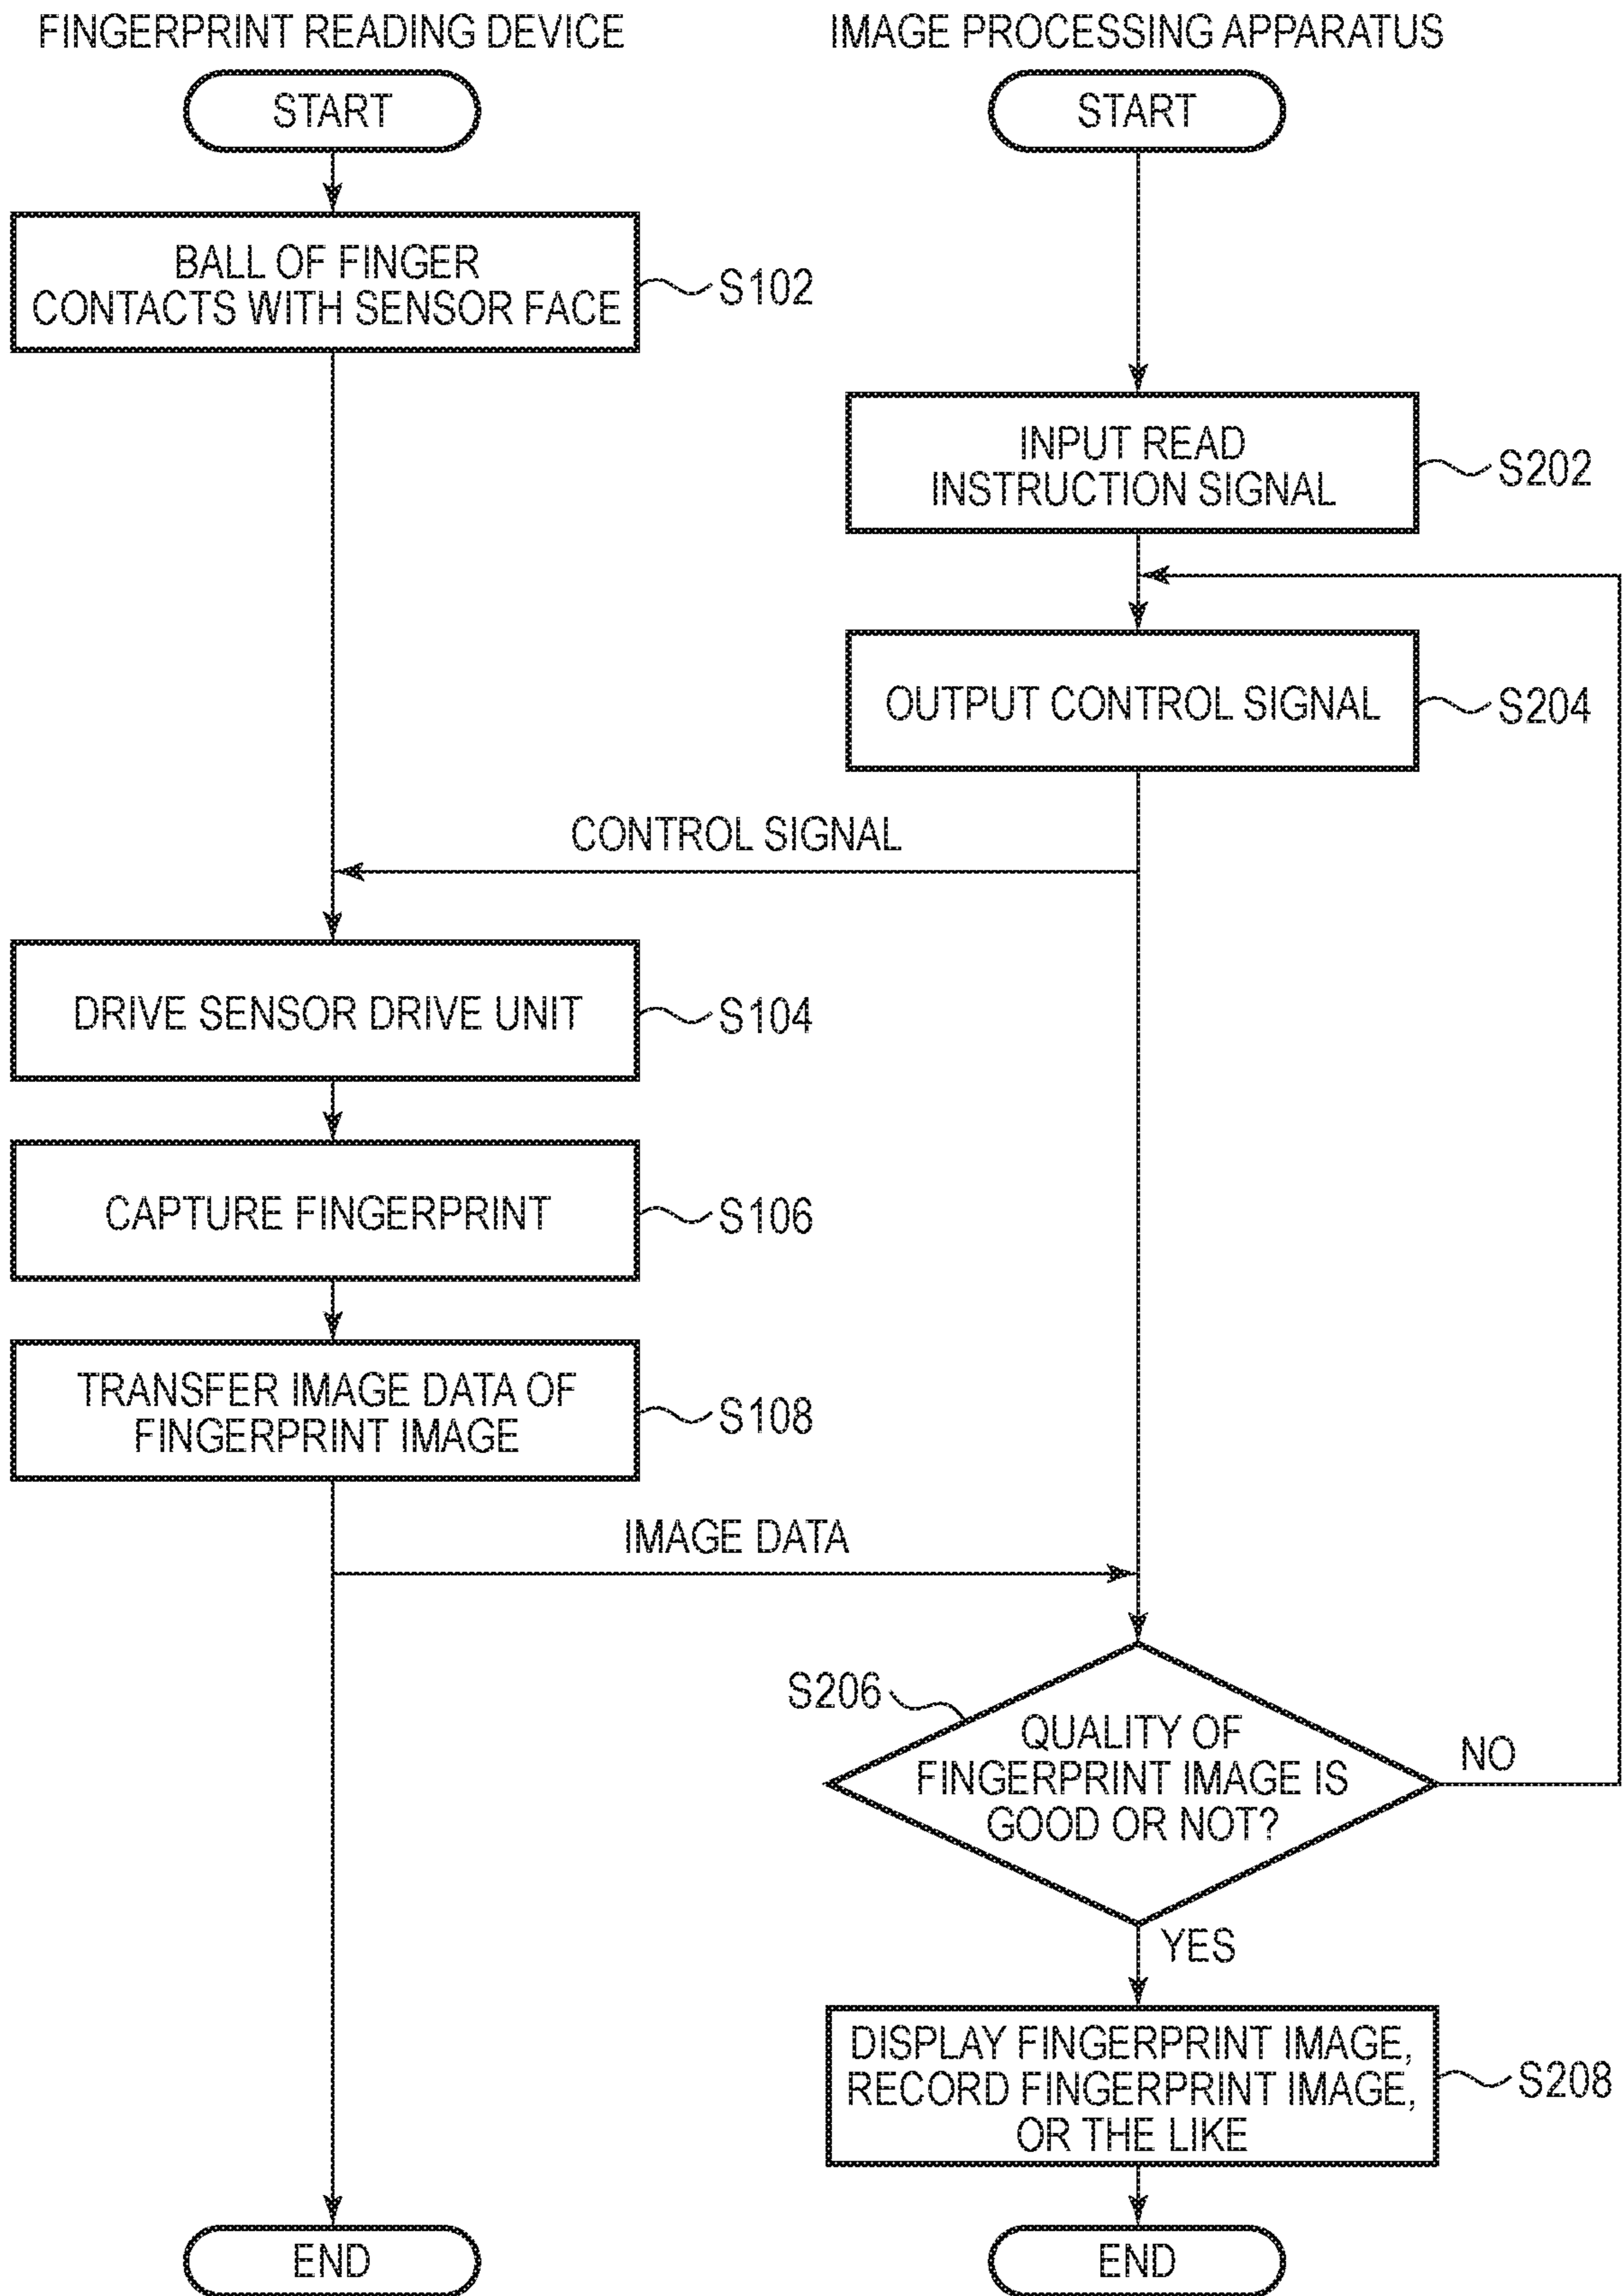 FINGERPRINT READING DEVICE
IMAGE PROCESSING APPARATUS
START
START
BALL OF FINGER
CONTACTS WITH SENSOR FACE
S102
INPUT READ
INSTRUCTION SIGNAL
S202
OUTPUT CONTROL SIGNAL
S204
CONTROL SIGNAL
DRIVE SENSOR DRIVE UNIT
S104
CAPTURE FINGERPRINT
S106
TRANSFER IMAGE DATA OF
FINGERPRINT IMAGE
S108
IMAGE DATA
S206
QUALITY OF
FINGERPRINT IMAGE IS
GOOD OR NOT?
NO
YES
DISPLAY FINGERPRINT IMAGE,
RECORD FINGERPRINT IMAGE,
OR THE LIKE
S208
END
END